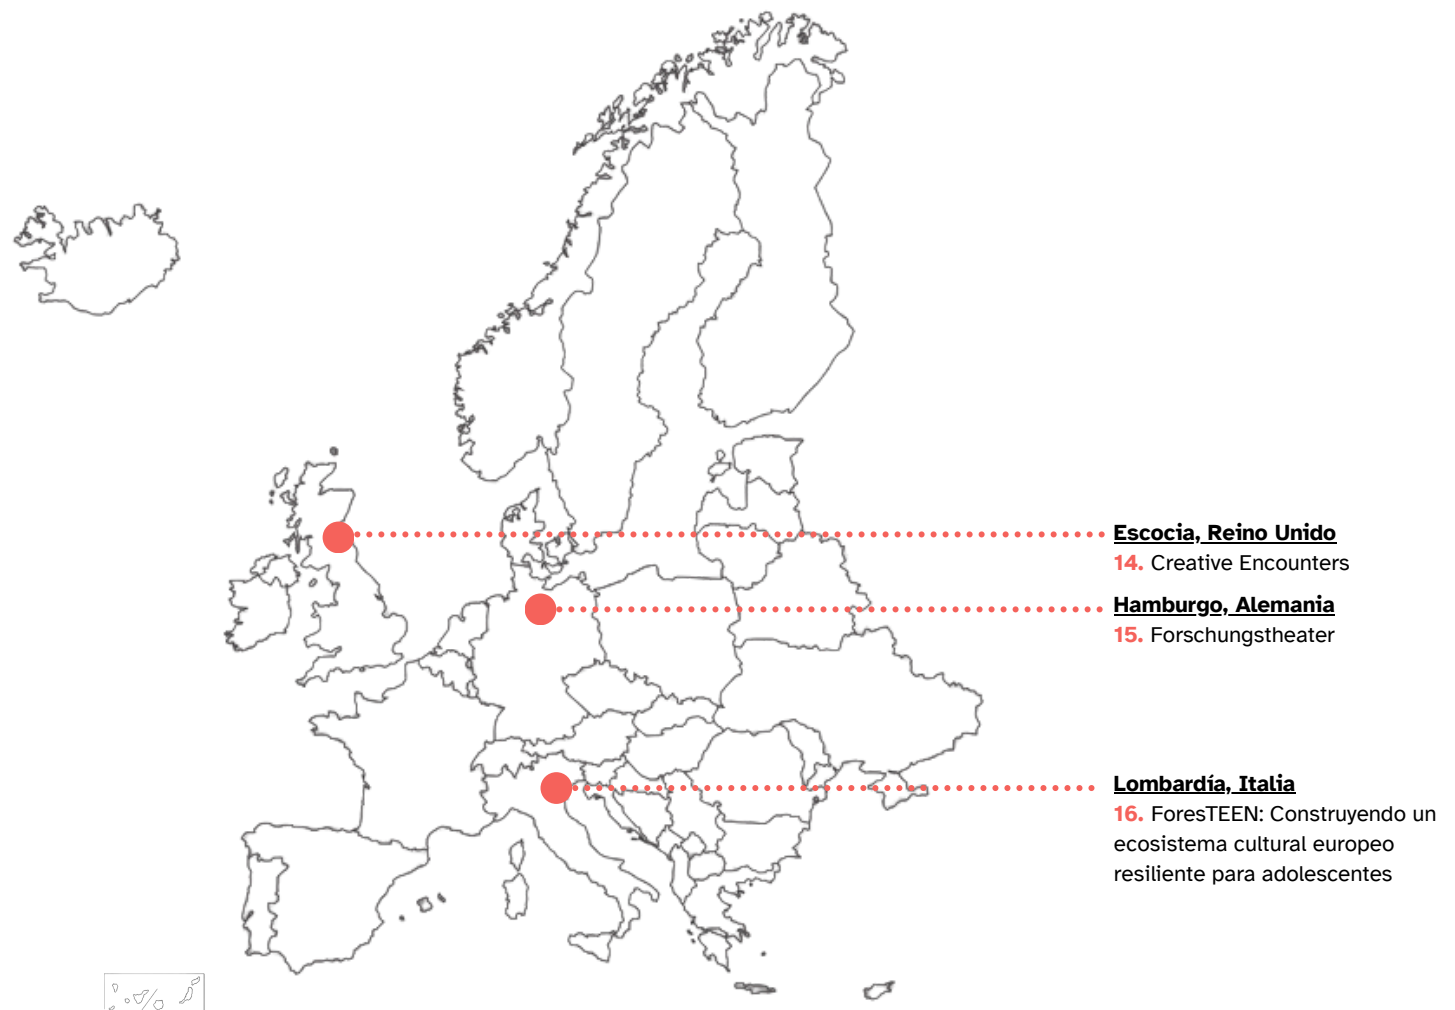 Escocia, Reino Unido
14. Creative Encounters
Hamburgo, Alemania
15. Forschungstheater
Lombardía, Italia
16. ForesTEEN: Construyendo un
ecosistema cultural europeo
resiliente para adolescentes